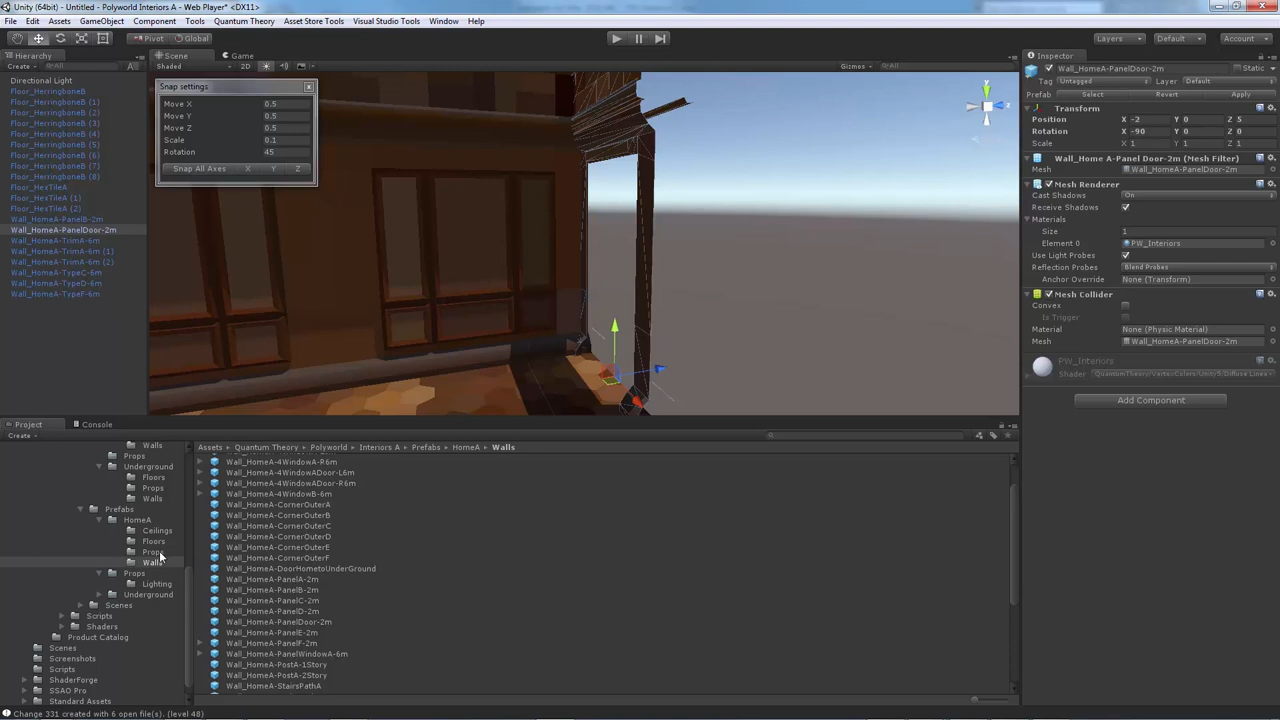 Unity (64bit) - Untitled - Polyworld Interiors A - Web Player* <DX11>
File Edit Assets GameObject Component Tools Quantum Theory Asset Store Tools Visual Studio Tools Window Help
Pivot Global Layers Default Account
Hierarchy
Create All
Directional Light
Floor_HerringboneB
Floor_HerringboneB (1)
Floor_HerringboneB (2)
Floor_HerringboneB (3)
Floor_HerringboneB (4)
Floor_HerringboneB (5)
Floor_HerringboneB (6)
Floor_HerringboneB (7)
Floor_HerringboneB (8)
Floor_HexTileA
Floor_HexTileA (1)
Floor_HexTileA (2)
Wall_HomeA-PanelB-2m
Wall_HomeA-PanelDoor-2m
Wall_HomeA-TrimA-6m
Wall_HomeA-TrimA-6m (1)
Wall_HomeA-TrimA-6m (2)
Wall_HomeA-TypeC-6m
Wall_HomeA-TypeD-6m
Wall_HomeA-TypeF-6m
Scene Game
Shaded 2D Gizmos All
Snap settings x
Move X 0.5
Move Y 0.5
Move Z 0.5
Scale 0.1
Rotation 45
Snap All Axes X Y Z
y
z
Inspector
Wall_HomeA-PanelDoor-2m Static
Tag Untagged Layer Default
Prefab Select Revert Apply
Transform
Position X -2 Y 0 Z 5
Rotation X -90 Y 0 Z 0
Scale X 1 Y 1 Z 1
Wall_Home A-Panel Door-2m (Mesh Filter)
Mesh Wall_HomeA-PanelDoor-2m
Mesh Renderer
Cast Shadows On
Receive Shadows
Materials
Size 1
Element 0 PW_Interiors
Use Light Probes
Reflection Probes Blend Probes
Anchor Override None (Transform)
Mesh Collider
Convex
Is Trigger
Material None (Physic Material)
Mesh Wall_HomeA-PanelDoor-2m
PW_Interiors
Shader QuantumTheory/VertexColors/Unity5/Diffuse Lines
Add Component
Project Console
Create
Walls
Props
Underground
Floors
Props
Walls
Prefabs
HomeA
Ceilings
Floors
Props
Walls
Props
Lighting
Underground
Scenes
Scripts
Shaders
Product Catalog
Scenes
Screenshots
Scripts
ShaderForge
SSAO Pro
Standard Assets
Assets Quantum Theory Polyworld Interiors A Prefabs HomeA Walls
Wall_HomeA-4WindowA-R6m
Wall_HomeA-4WindowADoor-L6m
Wall_HomeA-4WindowADoor-R6m
Wall_HomeA-4WindowB-6m
Wall_HomeA-CornerOuterA
Wall_HomeA-CornerOuterB
Wall_HomeA-CornerOuterC
Wall_HomeA-CornerOuterD
Wall_HomeA-CornerOuterE
Wall_HomeA-CornerOuterF
Wall_HomeA-DoorHometoUnderGround
Wall_HomeA-PanelA-2m
Wall_HomeA-PanelB-2m
Wall_HomeA-PanelC-2m
Wall_HomeA-PanelD-2m
Wall_HomeA-PanelDoor-2m
Wall_HomeA-PanelE-2m
Wall_HomeA-PanelF-2m
Wall_HomeA-PanelWindowA-6m
Wall_HomeA-PostA-1Story
Wall_HomeA-PostA-2Story
Wall_HomeA-StairsPathA
Change 331 created with 6 open file(s). (level 48)